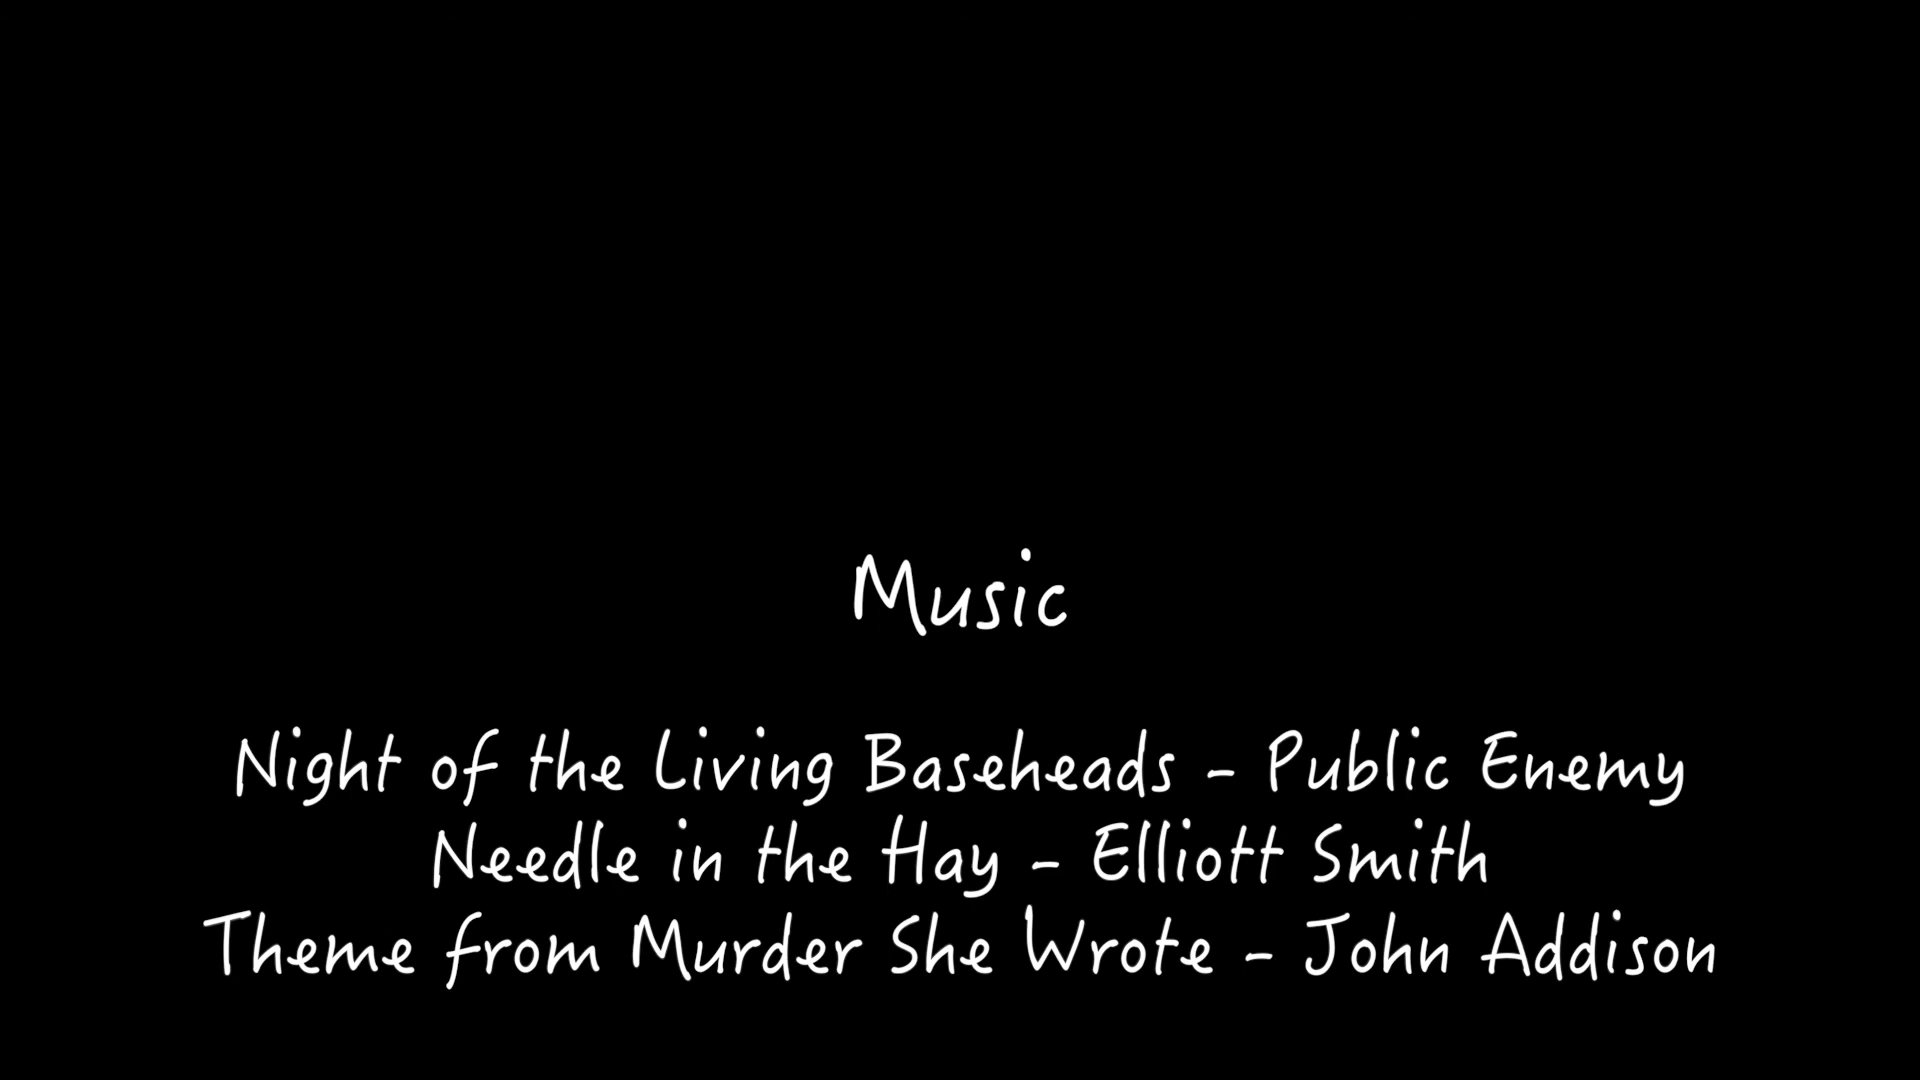 Music
Night of the Living Baseheads - Public Enemy
Needle in the Hay - Elliott Smith
Theme from Murder She Wrote - John Addison